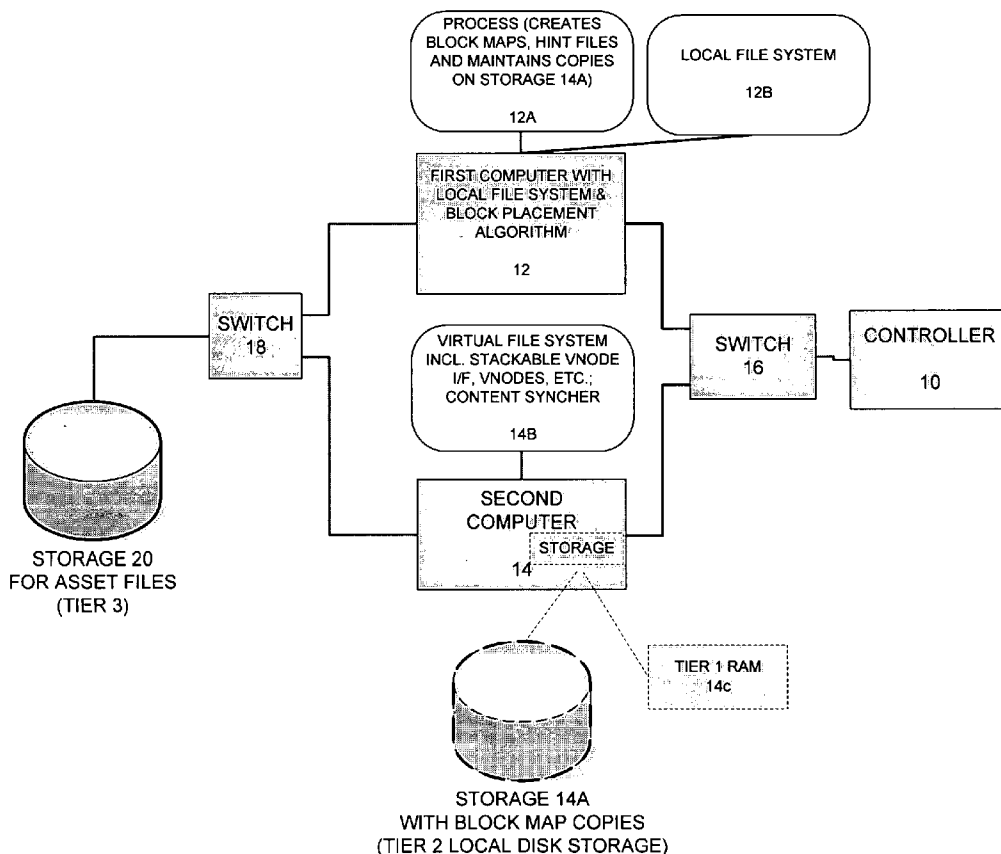 PROCESS (CREATES
BLOCK MAPS, HINT FILES
AND MAINTAINS COPIES
ON STORAGE 14A)
12A
LOCAL FILE SYSTEM
12B
FIRST COMPUTER WITH
LOCAL FILE SYSTEM &
BLOCK PLACEMENT
ALGORITHM
12
SWITCH
18
VIRTUAL FILE SYSTEM
INCL. STACKABLE VNODE
I/F, VNODES, ETC.;
CONTENT SYNCHER
14B
SWITCH
16
CONTROLLER
10
SECOND
COMPUTER
STORAGE
14
STORAGE 20
FOR ASSET FILES
(TIER 3)
TIER 1 RAM
14c
STORAGE 14A
WITH BLOCK MAP COPIES
(TIER 2 LOCAL DISK STORAGE)